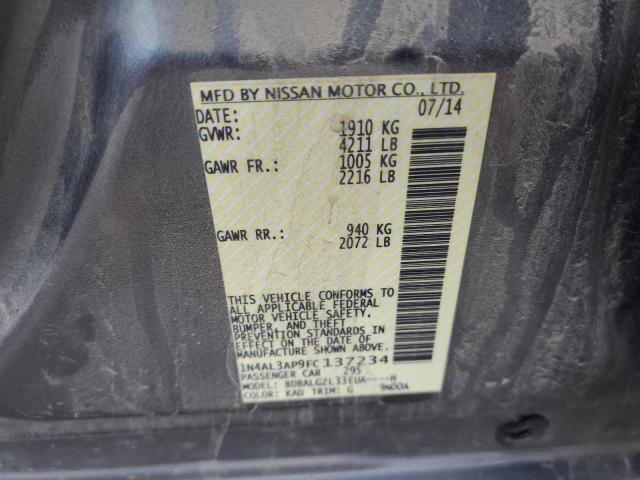 MFD BY NISSAN MOTOR CO., LTD.
DATE: 07/14
GVWR: 1910 KG
4211 LB
GAWR FR.: 1005 KG
2216 LB
GAWR RR.: 940 KG
2072 LB
THIS VEHICLE CONFORMS TO
ALL APPLICABLE FEDERAL
MOTOR VEHICLE SAFETY,
BUMPER, AND THEFT
PREVENTION STANDARDS IN
EFFECT ON THE DATE OF
MANUFACTURE SHOWN ABOVE.
1N4AL3AP9FC137234
PASSENGER CAR 295
MODEL: BDBALGZL33EUA----H
COLOR: KAD TRIM: G 9N00A